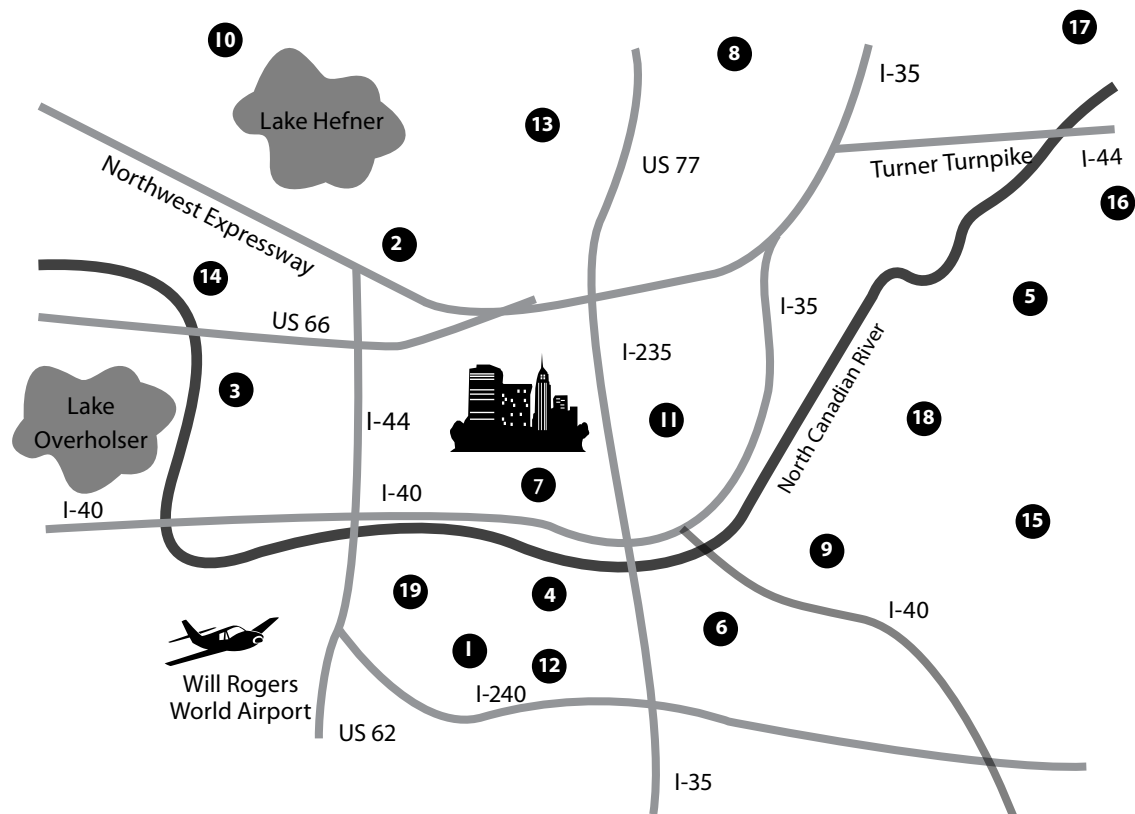 17
10
8
I-35
Lake Hefner
13
Turner Turnpike
I-44
US 77
Northwest Expressway
16
2
14
5
I-35
US 66
I-235
North Canadian River
3
Lake
Overholser
I-44
11
18
7
I-40
I-40
15
9
19
4
I-40
6
1
12
Will Rogers
World Airport
I-240
US 62
I-35